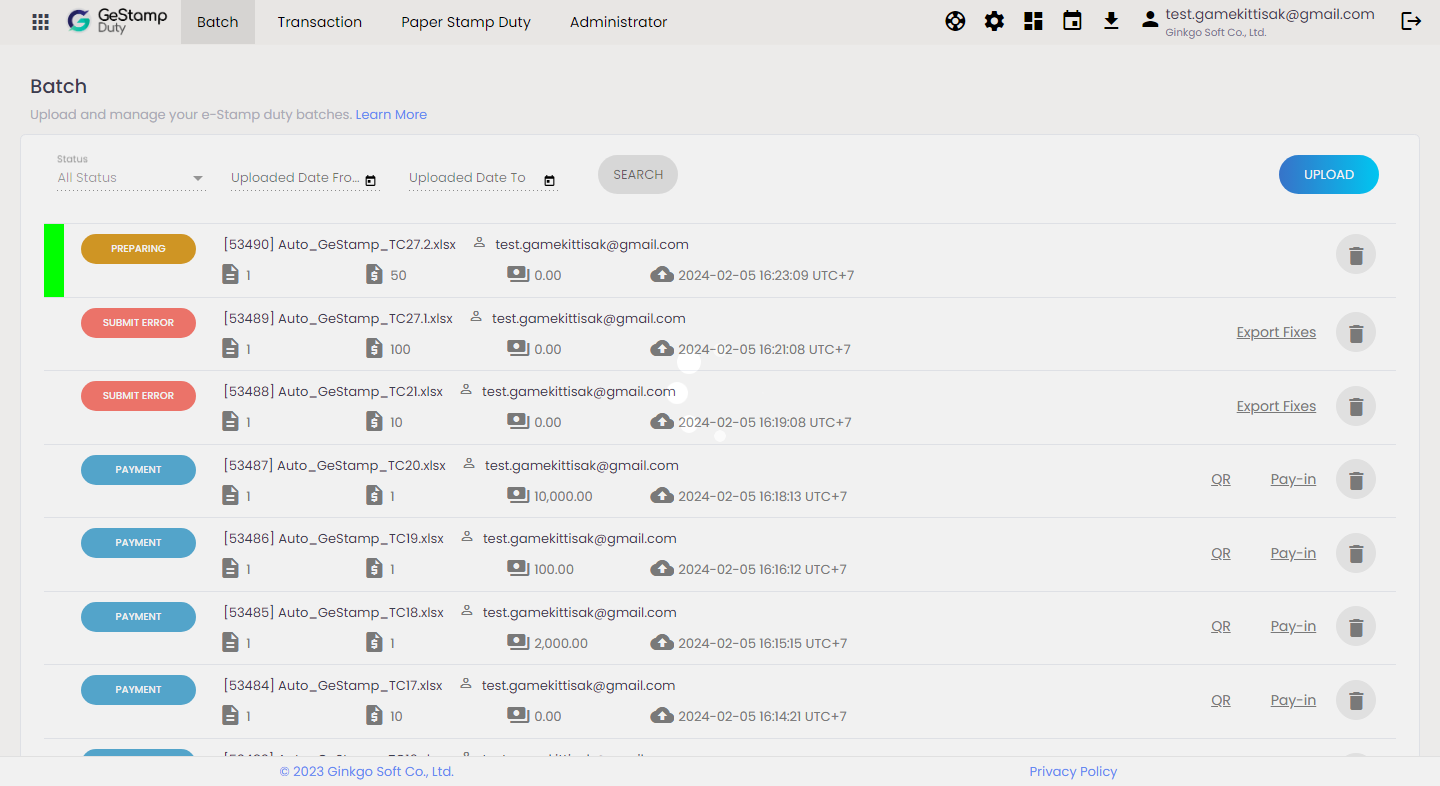 GeStamp
Duty
Batch Transaction Paper Stamp Duty Administrator
test.gamekittisak@gmail.com
Ginkgo Soft Co., Ltd.
Batch
Upload and manage your e-Stamp duty batches. Learn More
Status
All Status Uploaded Date Fro... Uploaded Date To SEARCH UPLOAD
PREPARING [53490] Auto_GeStamp_TC27.2.xlsx test.gamekittisak@gmail.com
1 50 0.00 2024-02-05 16:23:09 UTC+7
SUBMIT ERROR [53489] Auto_GeStamp_TC27.1.xlsx test.gamekittisak@gmail.com
Export Fixes
1 100 0.00 2024-02-05 16:21:08 UTC+7
SUBMIT ERROR [53488] Auto_GeStamp_TC21.xlsx test.gamekittisak@gmail.com
Export Fixes
1 10 0.00 2024-02-05 16:19:08 UTC+7
PAYMENT [53487] Auto_GeStamp_TC20.xlsx test.gamekittisak@gmail.com
QR Pay-in
1 1 10,000.00 2024-02-05 16:18:13 UTC+7
PAYMENT [53486] Auto_GeStamp_TC19.xlsx test.gamekittisak@gmail.com
QR Pay-in
1 1 100.00 2024-02-05 16:16:12 UTC+7
PAYMENT [53485] Auto_GeStamp_TC18.xlsx test.gamekittisak@gmail.com
QR Pay-in
1 1 2,000.00 2024-02-05 16:15:15 UTC+7
PAYMENT [53484] Auto_GeStamp_TC17.xlsx test.gamekittisak@gmail.com
QR Pay-in
1 10 0.00 2024-02-05 16:14:21 UTC+7
© 2023 Ginkgo Soft Co., Ltd. Privacy Policy